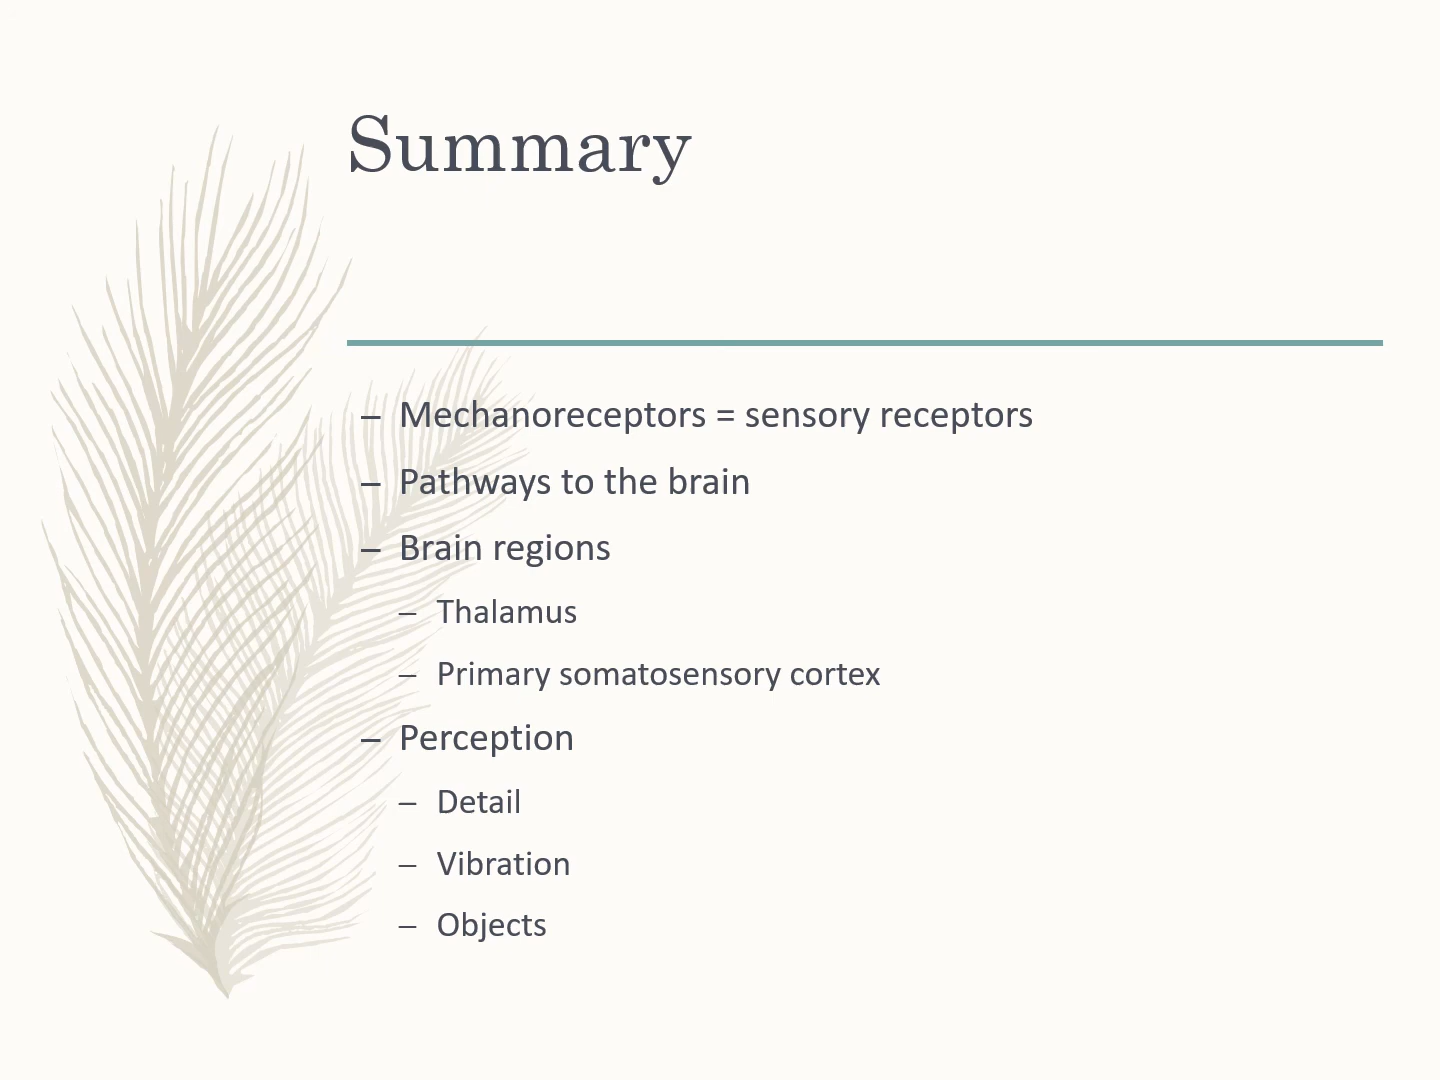 Summary
– Mechanoreceptors = sensory receptors
– Pathways to the brain
– Brain regions
– Thalamus
– Primary somatosensory cortex
– Perception
– Detail
– Vibration
– Objects